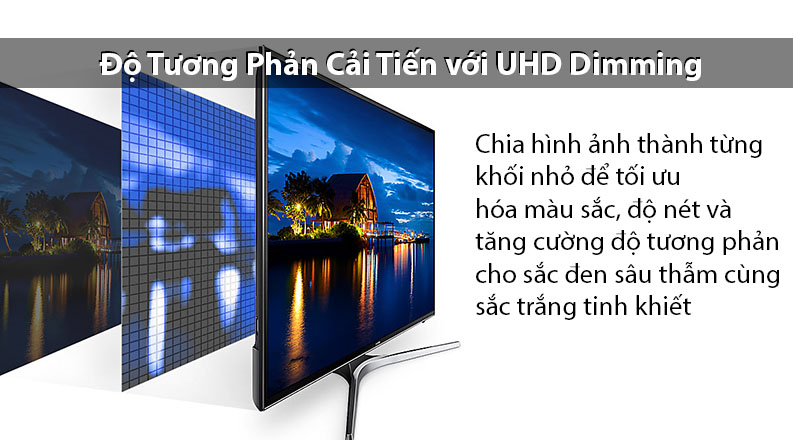 Độ Tương Phản Cải Tiến với UHD Dimming
Chia hình ảnh thành từng
khối nhỏ để tối ưu
hóa màu sắc, độ nét và
tăng cường độ tương phản
cho sắc đen sâu thẫm cùng
sắc trắng tinh khiết